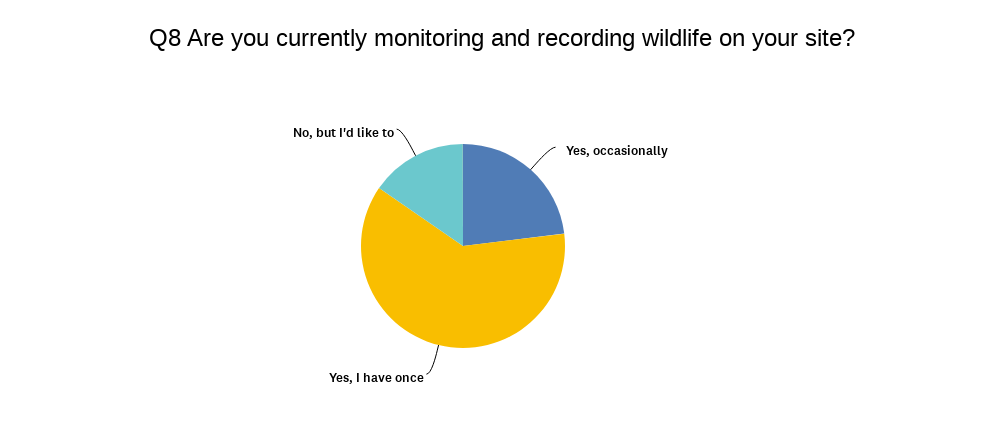 Q8 Are you currently monitoring and recording wildlife on your site?
No, but I'd like to
Yes, occasionally
Yes, I have once